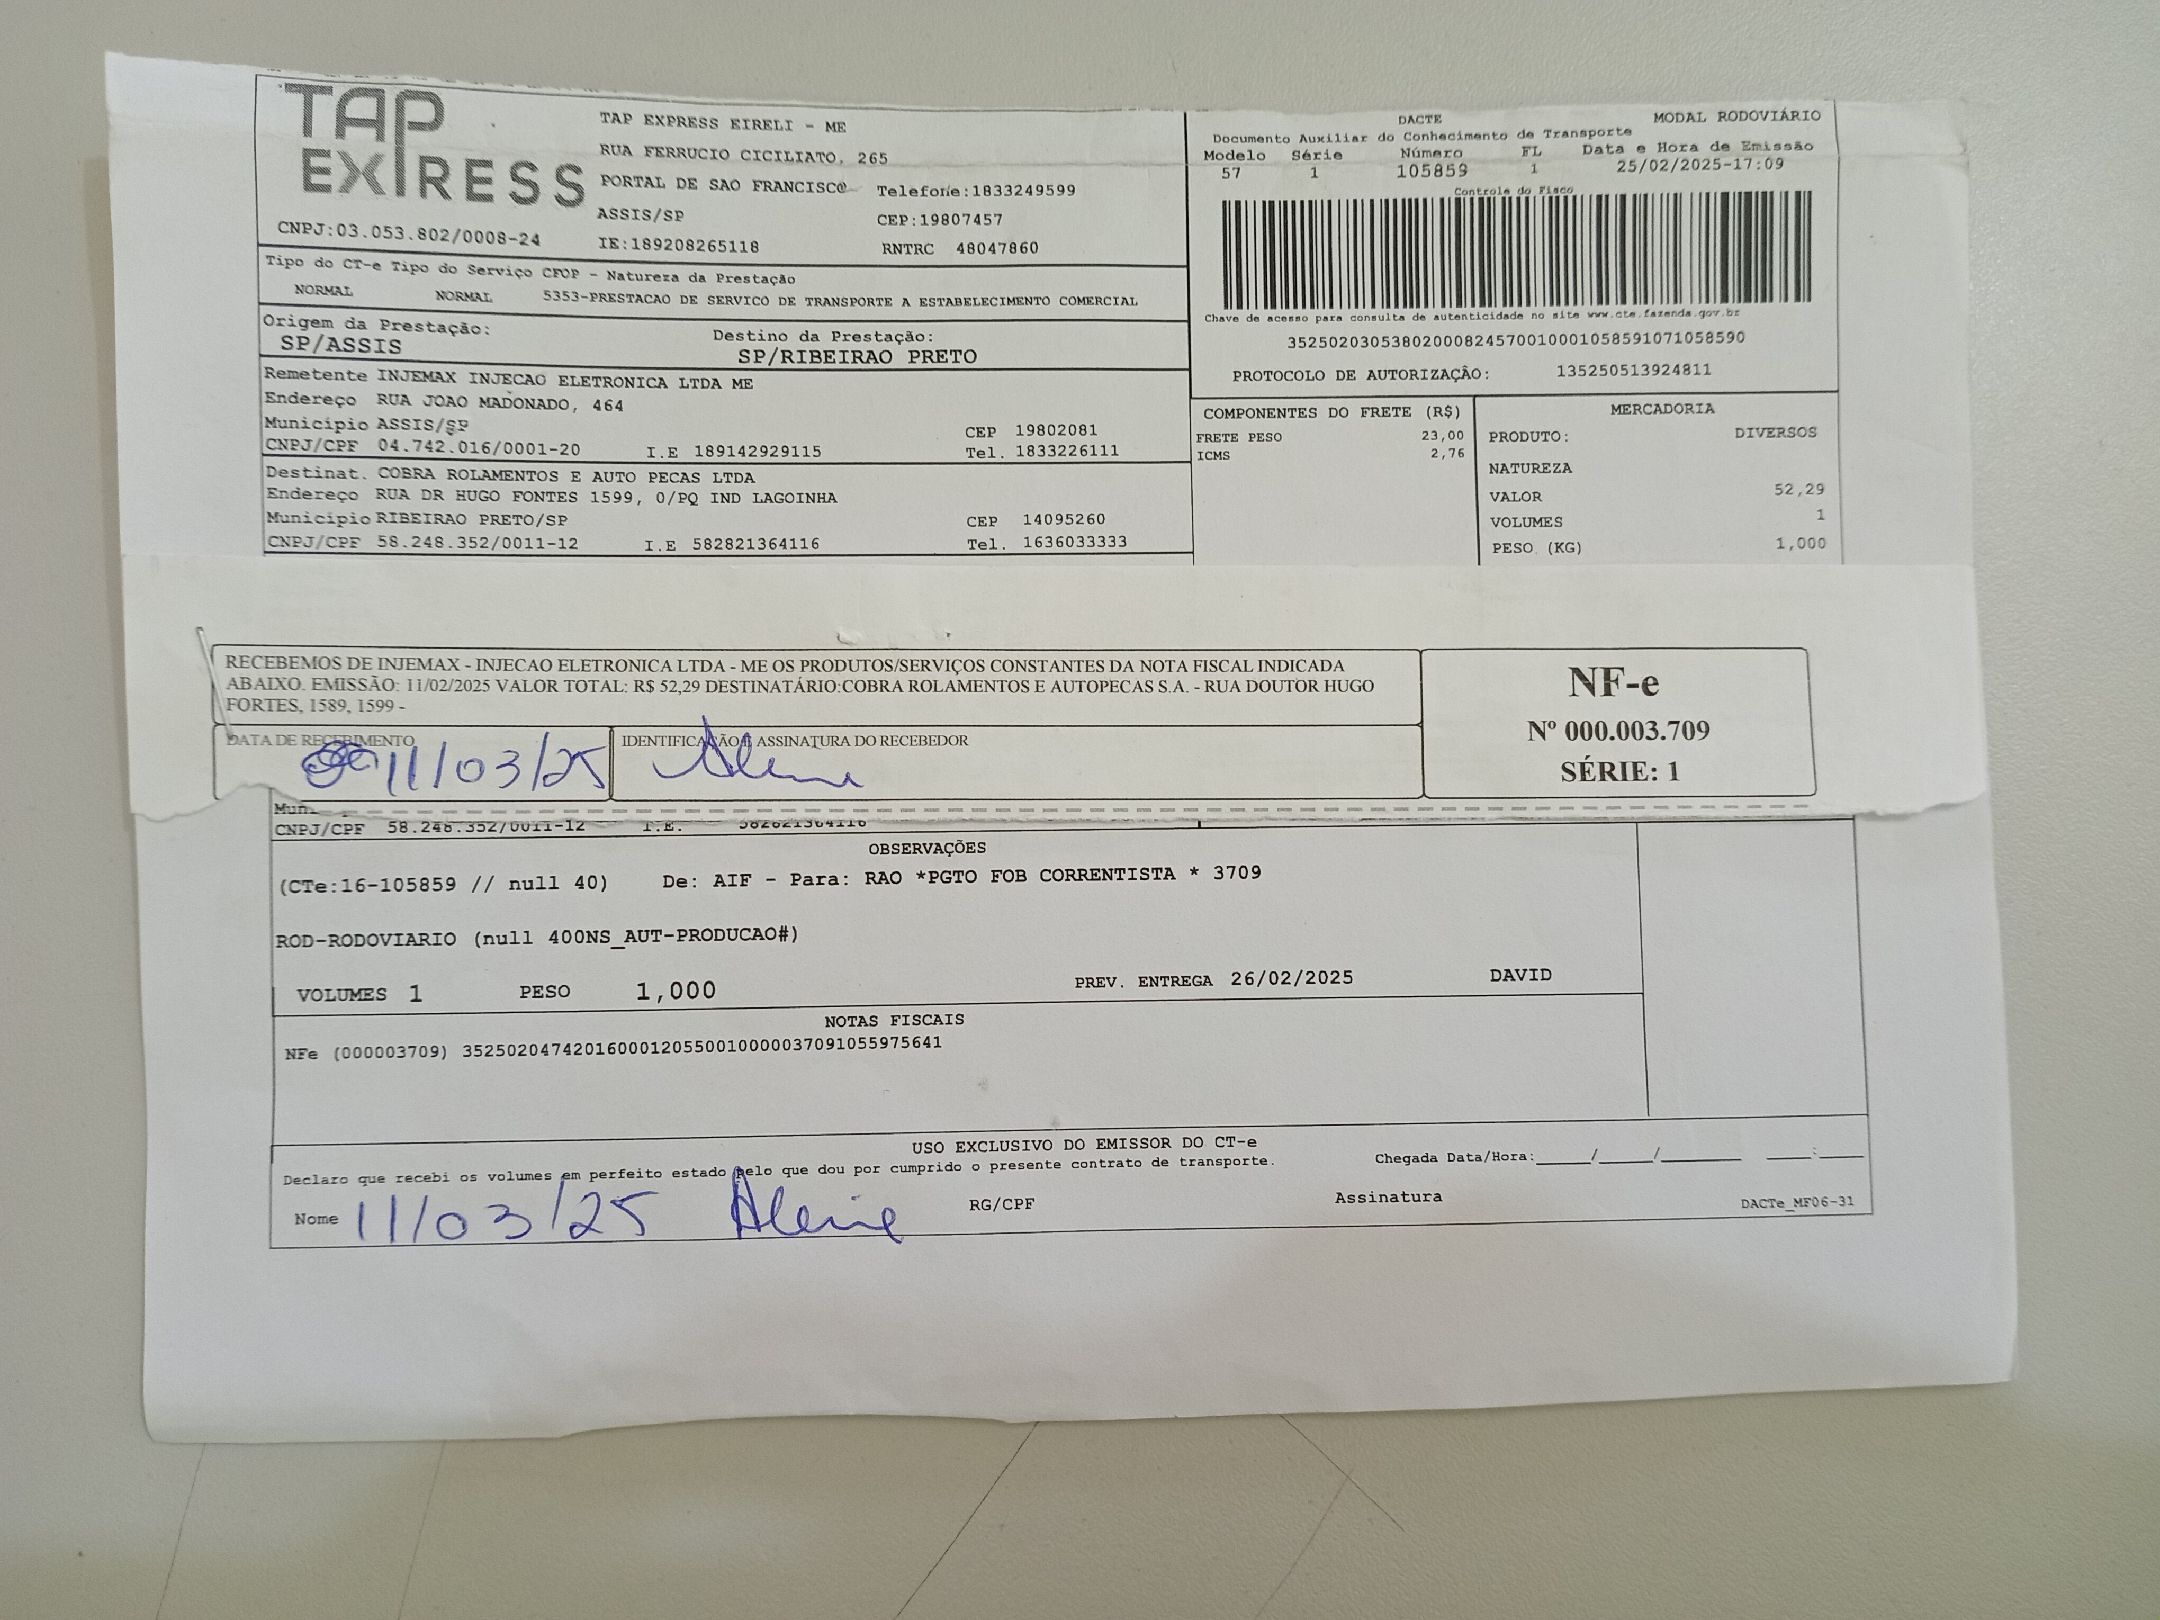 TAP
EXPRESS
TAP EXPRESS EIRELI - ME
RUA FERRUCIO CICILIATO, 265
PORTAL DE SAO FRANCISCO Telefone:1833249599
ASSIS/SP CEP:19807457
CNPJ:03.053.802/0008-24 IE:189208265118 RNTRC 48047860
DACTE MODAL RODOVIÁRIO
Documento Auxiliar do Conhecimento de Transporte
Modelo Série Número FL Data e Hora de Emissão
57 1 105859 1 25/02/2025-17:09
Controle do Fisco
Chave de acesso para consulta de autenticidade no site www.cte.fazenda.gov.br
35250203053802000824570010001058591071058590
PROTOCOLO DE AUTORIZAÇÃO: 135250513924811
Tipo do CT-e Tipo do Serviço CFOP - Natureza da Prestação
NORMAL NORMAL 5353-PRESTACAO DE SERVICO DE TRANSPORTE A ESTABELECIMENTO COMERCIAL
Origem da Prestação: Destino da Prestação:
SP/ASSIS SP/RIBEIRAO PRETO
Remetente INJEMAX INJECAO ELETRONICA LTDA ME
Endereço RUA JOAO MADONADO, 464
Município ASSIS/SP CEP 19802081
CNPJ/CPF 04.742.016/0001-20 I.E 189142929115 Tel. 1833226111
Destinat. COBRA ROLAMENTOS E AUTO PECAS LTDA
Endereço RUA DR HUGO FONTES 1599, 0/PQ IND LAGOINHA
Município RIBEIRAO PRETO/SP CEP 14095260
CNPJ/CPF 58.248.352/0011-12 I.E 582821364116 Tel. 1636033333
COMPONENTES DO FRETE (R$)
FRETE PESO 23,00
ICMS 2,76
MERCADORIA
PRODUTO: DIVERSOS
NATUREZA
VALOR 52,29
VOLUMES 1
PESO (KG) 1,000
RECEBEMOS DE INJEMAX - INJECAO ELETRONICA LTDA - ME OS PRODUTOS/SERVIÇOS CONSTANTES DA NOTA FISCAL INDICADA
ABAIXO. EMISSÃO: 11/02/2025 VALOR TOTAL: R$ 52,29 DESTINATÁRIO:COBRA ROLAMENTOS E AUTOPECAS S.A. - RUA DOUTOR HUGO
FORTES, 1589, 1599 -
DATA DE RECEBIMENTO IDENTIFICAÇÃO E ASSINATURA DO RECEBEDOR
11/03/25
NF-e
Nº 000.003.709
SÉRIE: 1
CNPJ/CPF 58.248.352/0011-12 I.E. 582821364116
OBSERVAÇÕES
(CTe:16-105859 // null 40) De: AIF - Para: RAO *PGTO FOB CORRENTISTA * 3709
ROD-RODOVIARIO (null 400NS_AUT-PRODUCAO#)
VOLUMES 1 PESO 1,000 PREV. ENTREGA 26/02/2025 DAVID
NOTAS FISCAIS
NFe (000003709) 35250204742016000120550010000037091055975641
USO EXCLUSIVO DO EMISSOR DO CT-e
Declaro que recebi os volumes em perfeito estado pelo que dou por cumprido o presente contrato de transporte. Chegada Data/Hora:_____/_____/_______ ____:____
Nome 11/03/25 RG/CPF Assinatura DACTe_MF06-31